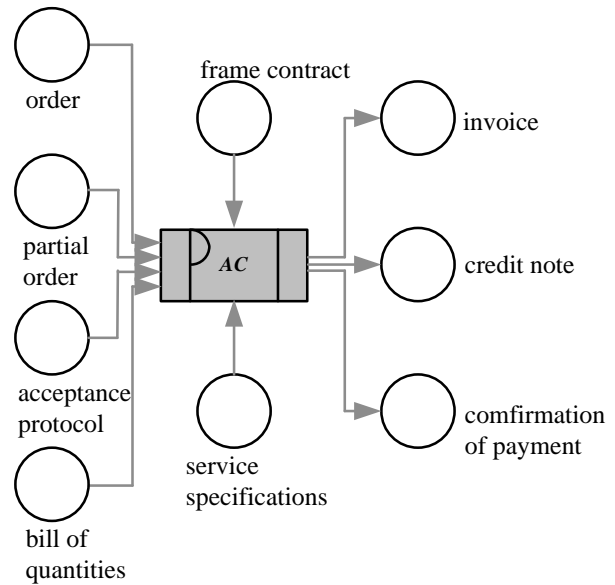 order
partial
order
acceptance
protocol
bill of
quantities
frame contract
AC
service
specifications
invoice
credit note
comfirmation
of payment